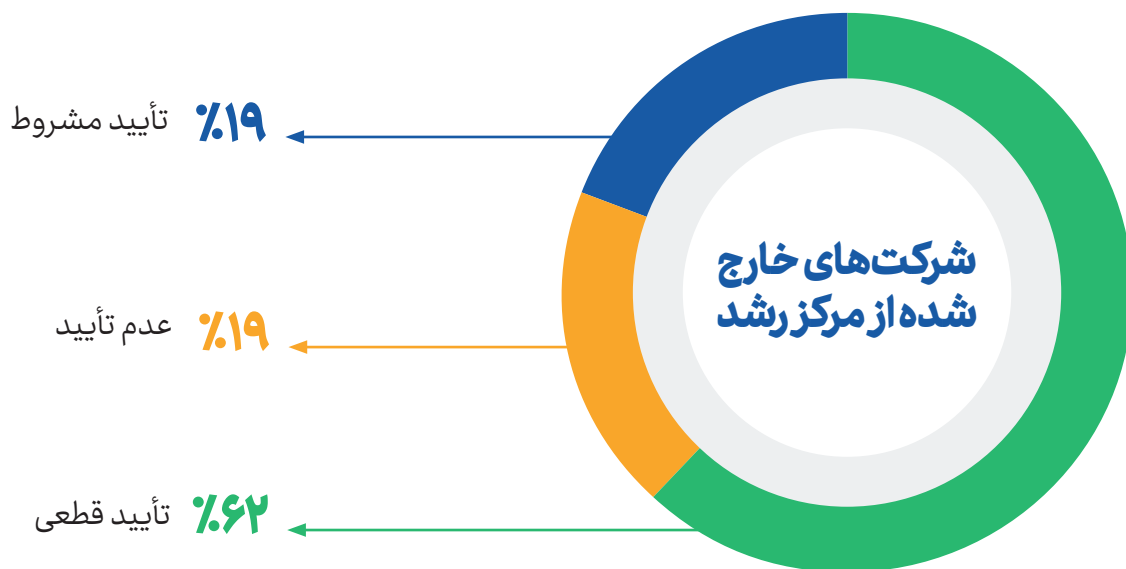 شرکت‌های خارج
شده از مرکز رشد
٪۱۹ تأیید مشروط
٪۱۹ عدم تأیید
٪۶۲ تأیید قطعی